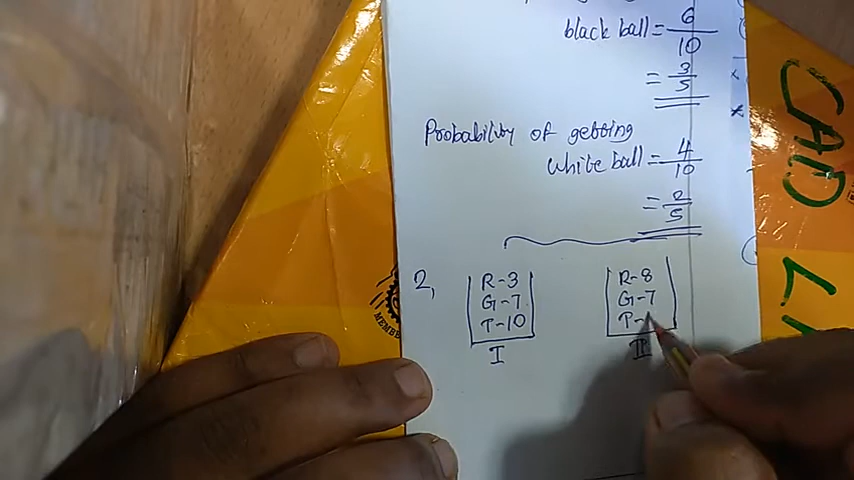 black ball = 6/10
= 3/5
Probability of getting
white ball = 4/10
= 2/5
2,
R-3
G-7
T-10
I
R-8
G-7
T-
II
CAD